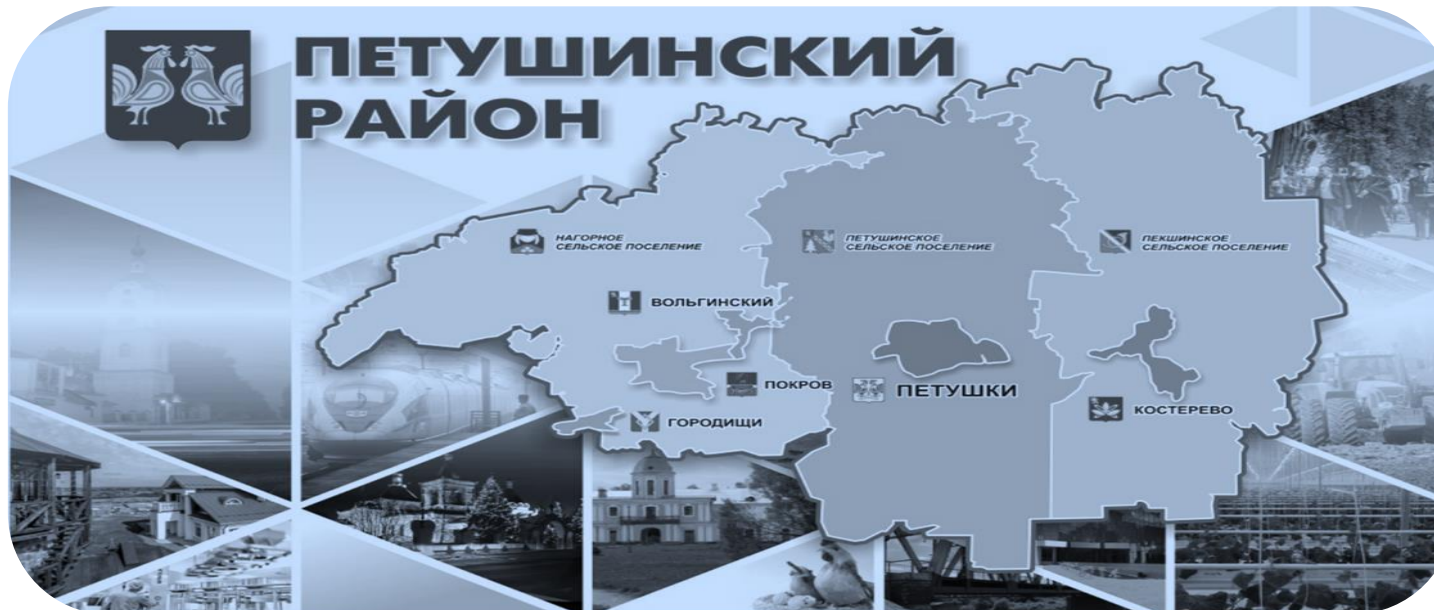 ПЕТУШИНСКИЙ
РАЙОН
НАГОРНОЕ
СЕЛЬСКОЕ ПОСЕЛЕНИЕ
ПЕТУШИНСКОЕ
СЕЛЬСКОЕ ПОСЕЛЕНИЕ
ПЕКШИНСКОЕ
СЕЛЬСКОЕ ПОСЕЛЕНИЕ
ВОЛЬГИНСКИЙ
ПОКРОВ
ПЕТУШКИ
КОСТЕРЕВО
ГОРОДИЩИ